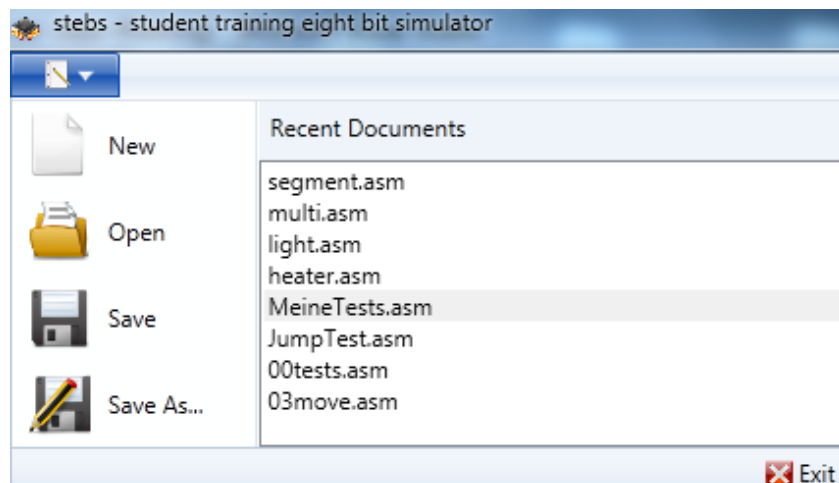 stebs - student training eight bit simulator
New
Open
Save
Save As...
Recent Documents
segment.asm
multi.asm
light.asm
heater.asm
MeineTests.asm
JumpTest.asm
00tests.asm
03move.asm
Exit